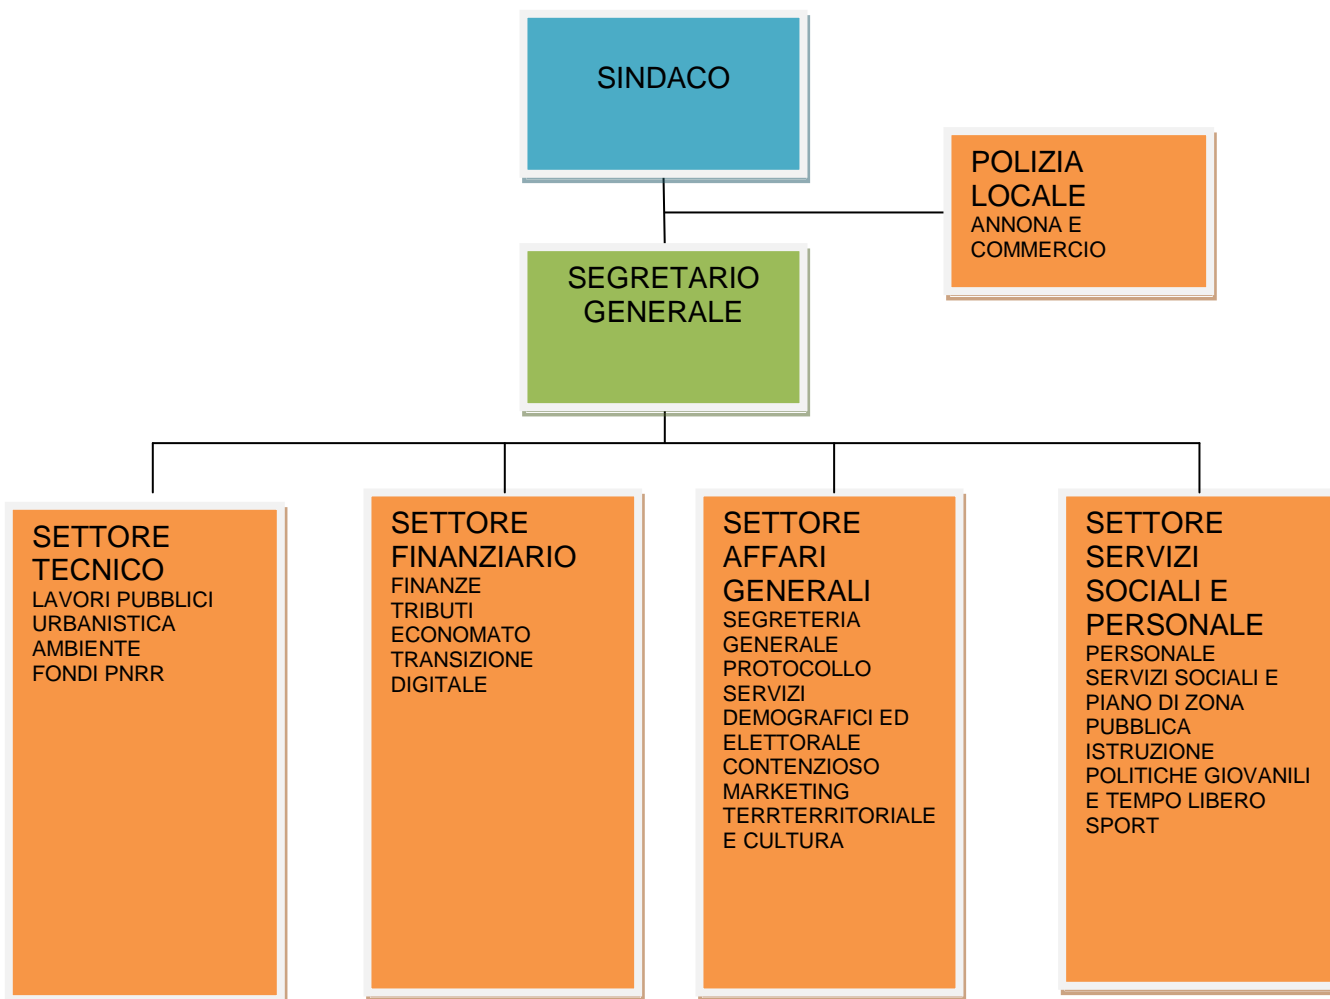 SINDACO
POLIZIA
LOCALE
ANNONA E
COMMERCIO
SEGRETARIO
GENERALE
SETTORE
TECNICO
LAVORI PUBBLICI
URBANISTICA
AMBIENTE
FONDI PNRR
SETTORE
FINANZIARIO
FINANZE
TRIBUTI
ECONOMATO
TRANSIZIONE
DIGITALE
SETTORE
AFFARI
GENERALI
SEGRETERIA
GENERALE
PROTOCOLLO
SERVIZI
DEMOGRAFICI ED
ELETTORALE
CONTENZIOSO
MARKETING
TERRTERRITORIALE
E CULTURA
SETTORE
SERVIZI
SOCIALI E
PERSONALE
PERSONALE
SERVIZI SOCIALI E
PIANO DI ZONA
PUBBLICA
ISTRUZIONE
POLITICHE GIOVANILI
E TEMPO LIBERO
SPORT